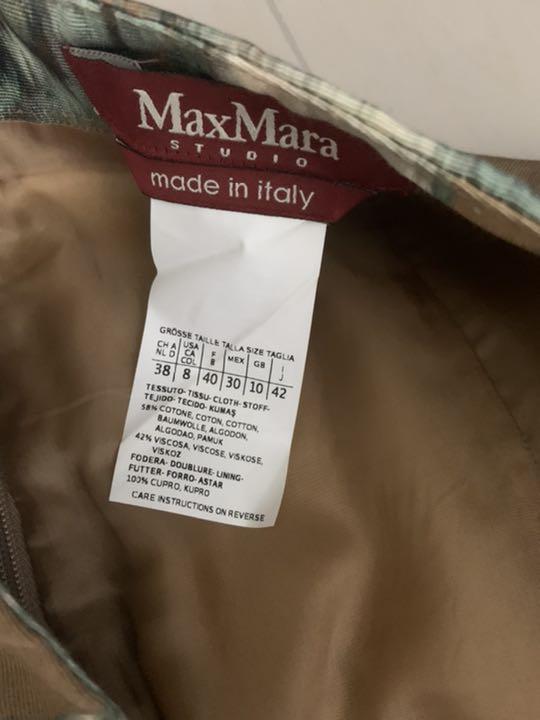 MaxMara
STUDIO
made in italy
GRÖSSE TAILLE TALLA SIZE TAGLIA
CH A NL D USA CA COL F B MEX GB I J
38 8 40 30 10 42
TESSUTO- TISSU- CLOTH- STOFF-
TEJIDO- TECIDO- KUMAŞ
58% COTONE, COTON, COTTON,
BAUMWOLLE, ALGODON,
ALGODAO, PAMUK
42% VISCOSA, VISCOSE, VISKOSE,
VISKOZ
FODERA- DOUBLURE- LINING-
FUTTER- FORRO- ASTAR
100% CUPRO, KUPRO
CARE INSTRUCTIONS ON REVERSE